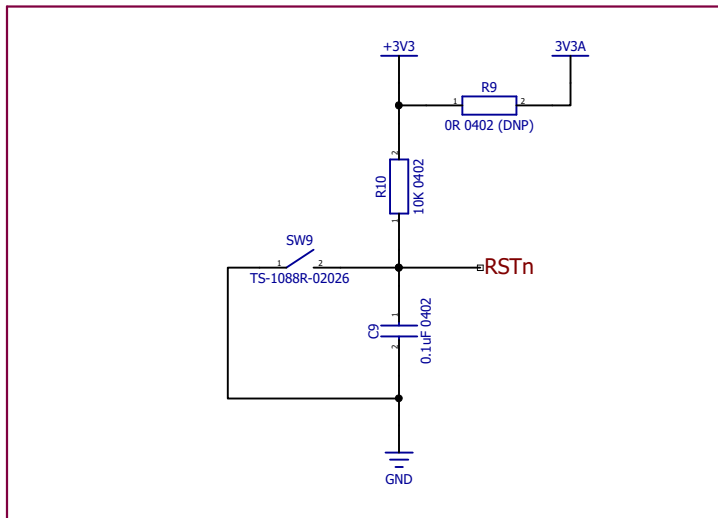 +3V3
3V3A
R9
1
2
0R 0402 (DNP)
2
R10
10K 0402
1
SW9
1
2
RSTn
TS-1088R-02026
1
C9
0.1uF 0402
2
GND